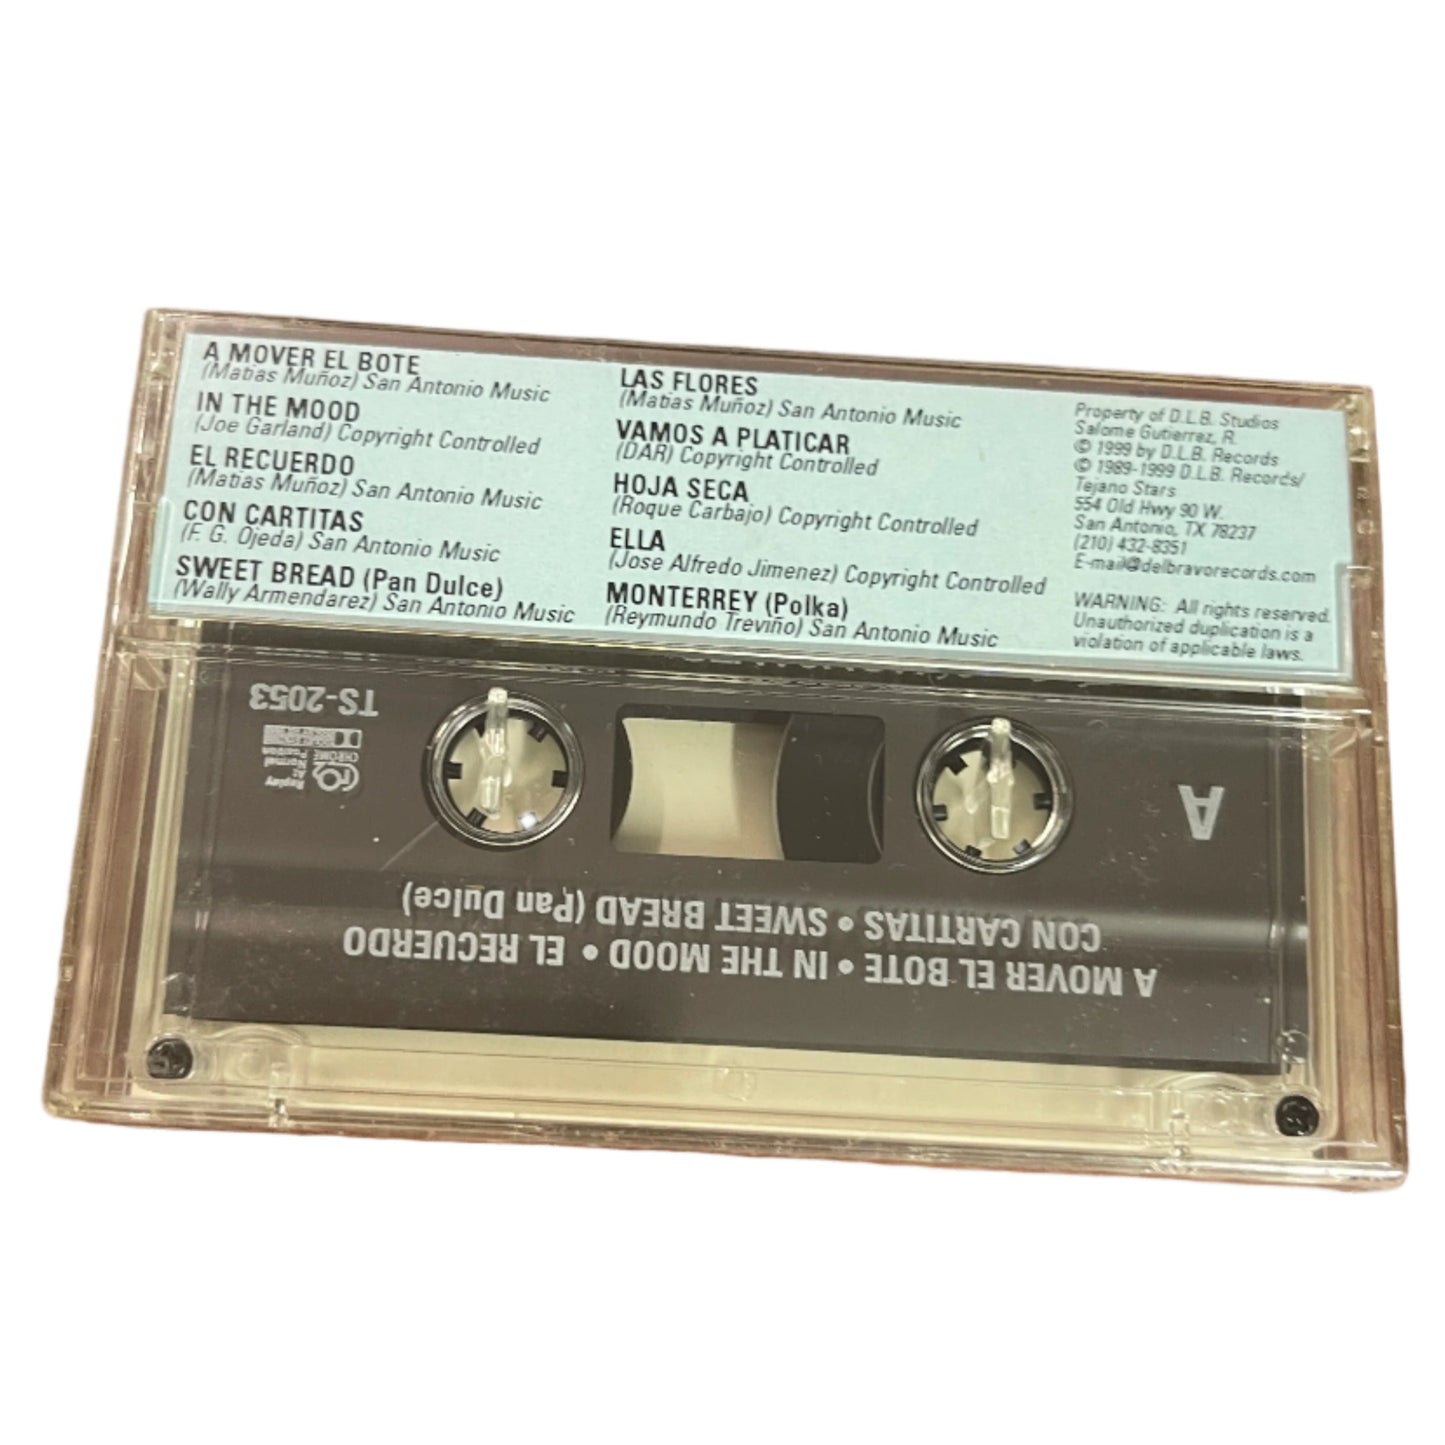 A MOVER EL BOTE
(Matias Muñoz) San Antonio Music
IN THE MOOD
(Joe Garland) Copyright Controlled
EL RECUERDO
(Matias Muñoz) San Antonio Music
CON CARTITAS
(F. G. Ojeda) San Antonio Music
SWEET BREAD (Pan Dulce)
(Wally Armendarez) San Antonio Music
LAS FLORES
(Matias Muñoz) San Antonio Music
VAMOS A PLATICAR
(DAR) Copyright Controlled
HOJA SECA
(Roque Carbajo) Copyright Controlled
ELLA
(Jose Alfredo Jimenez) Copyright Controlled
MONTERREY (Polka)
(Reymundo Treviño) San Antonio Music
Property of D.L.B. Studios
Salome Gutierrez, R.
© 1999 by D.L.B. Records
© 1989-1999 D.L.B. Records/
Tejano Stars
554 Old Hwy 90 W.
San Antonio, TX 78237
(210) 432-8351
E-mail@delbravorecords.com
WARNING: All rights reserved.
Unauthorized duplication is a
violation of applicable laws.
A
TS-2053
CHROME
Replay
At
Normal
Position
A MOVER EL BOTE • IN THE MOOD • EL RECUERDO
CON CARTITAS • SWEET BREAD (Pan Dulce)